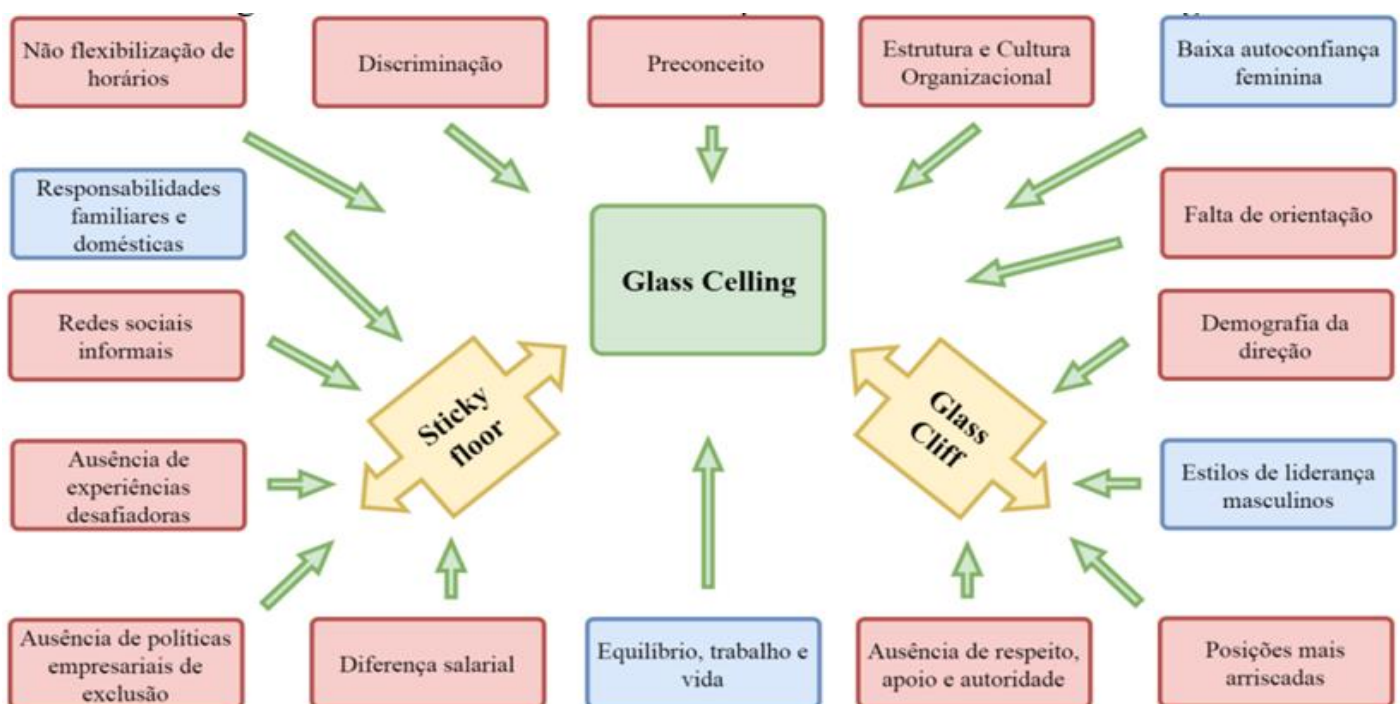 Não flexibilização de
horários
Discriminação
Preconceito
Estrutura e Cultura
Organizacional
Baixa autoconfiança
feminina
Responsabilidades
familiares e
domésticas
Falta de orientação
Glass Celling
Redes sociais
informais
Demografia da
direção
Sticky
floor
Glass
Cliff
Ausência de
experiências
desafiadoras
Estilos de liderança
masculinos
Ausência de políticas
empresariais de
exclusão
Diferença salarial
Equilíbrio, trabalho e
vida
Ausência de respeito,
apoio e autoridade
Posições mais
arriscadas